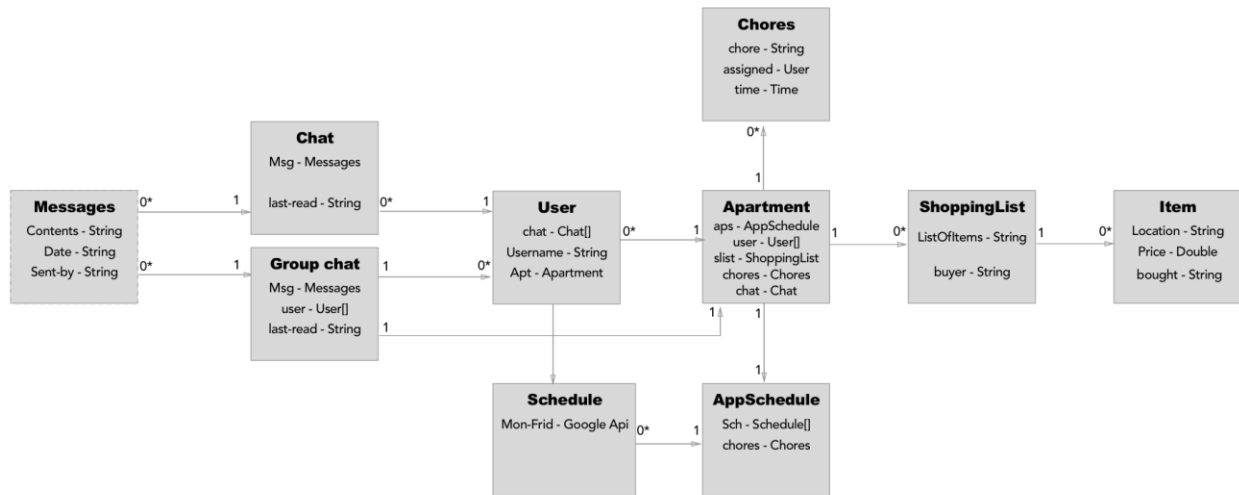 Chores
chore - String
assigned - User
time - Time
0*
1
Chat
Msg - Messages
last-read - String
Messages
Contents - String
Date - String
Sent-by - String
0*
1
0*
1
0*
1
Group chat
Msg - Messages
user - User[]
last-read - String
1
0*
1
1
User
chat - Chat[]
Username - String
Apt - Apartment
0*
1
Apartment
aps - AppSchedule
user - User[]
slist - ShoppingList
chores - Chores
chat - Chat
1
0*
ShoppingList
ListOfItems - String
buyer - String
1
0*
Item
Location - String
Price - Double
bought - String
1
1
Schedule
Mon-Frid - Google Api
0*
1
AppSchedule
Sch - Schedule[]
chores - Chores